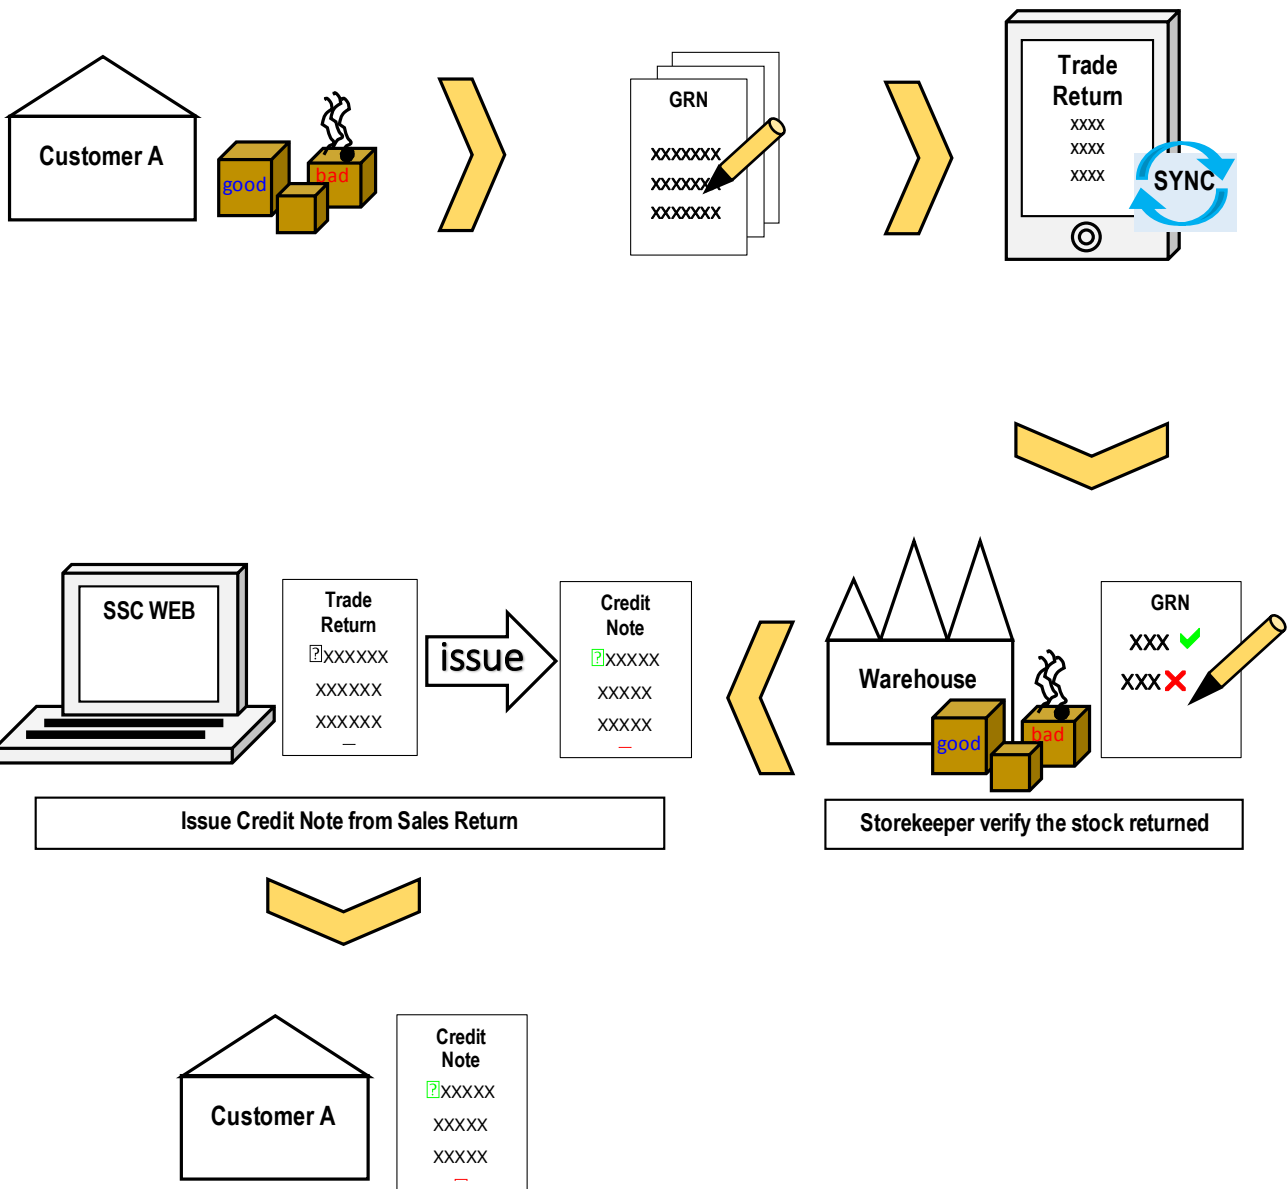 Customer A
good
bad
GRN
XXXXXXX
XXXXXXX
XXXXXXX
Trade
Return
XXXX
XXXX
XXXX
SYNC
SSC WEB
Trade
Return
?XXXXXX
XXXXXX
XXXXXX
issue
Credit
Note
?XXXXX
XXXXX
XXXXX
Warehouse
good
bad
GRN
XXX
XXX
Issue Credit Note from Sales Return
Storekeeper verify the stock returned
Customer A
Credit
Note
?XXXXX
XXXXX
XXXXX